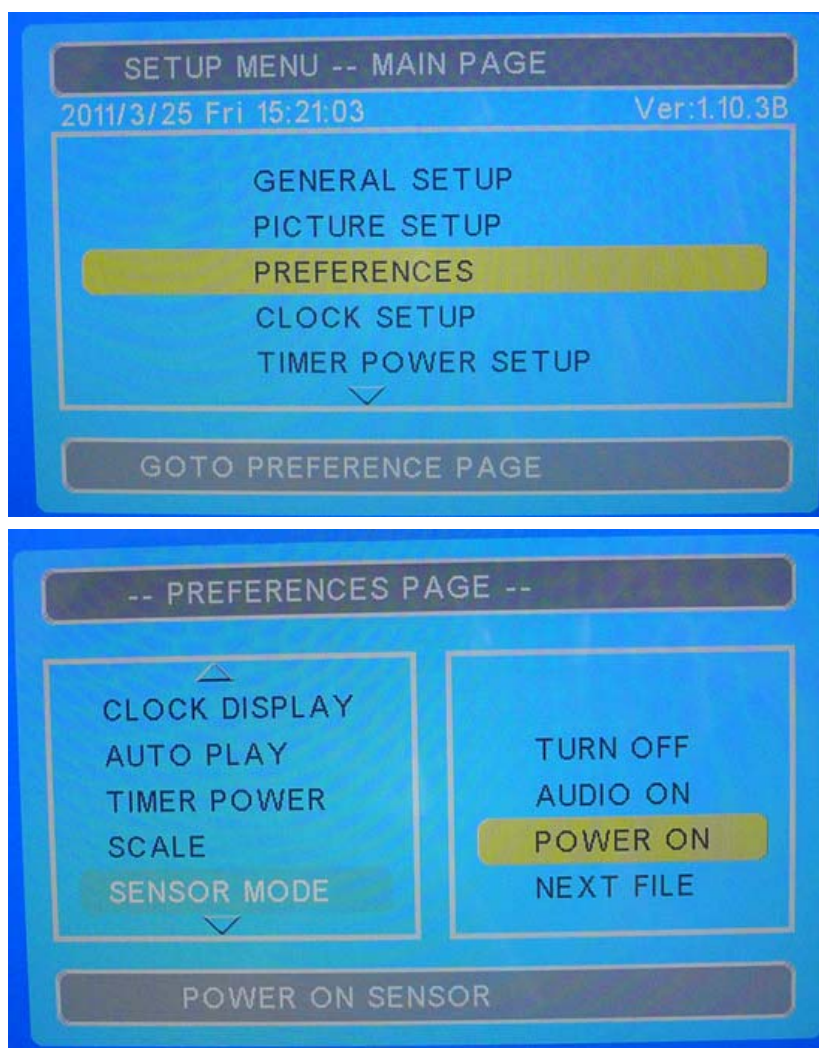 SETUP MENU -- MAIN PAGE
2011/3/25 Fri 15:21:03 Ver:1.10.3B
GENERAL SETUP
PICTURE SETUP
PREFERENCES
CLOCK SETUP
TIMER POWER SETUP
GOTO PREFERENCE PAGE
-- PREFERENCES PAGE --
CLOCK DISPLAY
AUTO PLAY
TIMER POWER
SCALE
SENSOR MODE
TURN OFF
AUDIO ON
POWER ON
NEXT FILE
POWER ON SENSOR